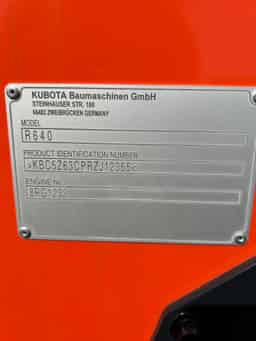 KUBOTA Baumaschinen GmbH
STEINHAUSER STR. 100
66482 ZWEIBRÜCKEN GERMANY
MODEL
R640
PRODUCT IDENTIFICATION NUMBER
ENGINE No.